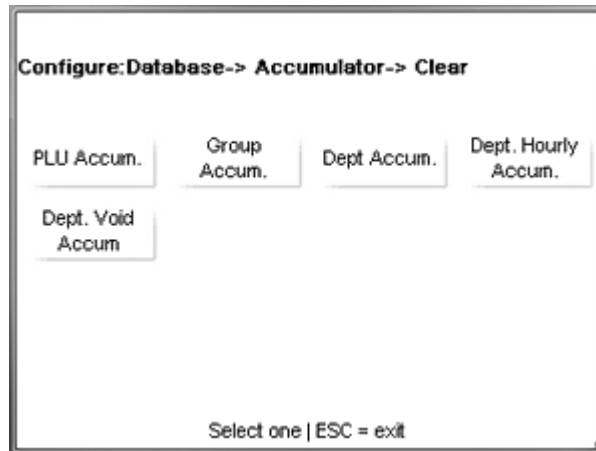 Configure:Database-> Accumulator-> Clear
PLU Accum.
Group
Accum.
Dept Accum.
Dept. Hourly
Accum.
Dept. Void
Accum
Select one | ESC = exit